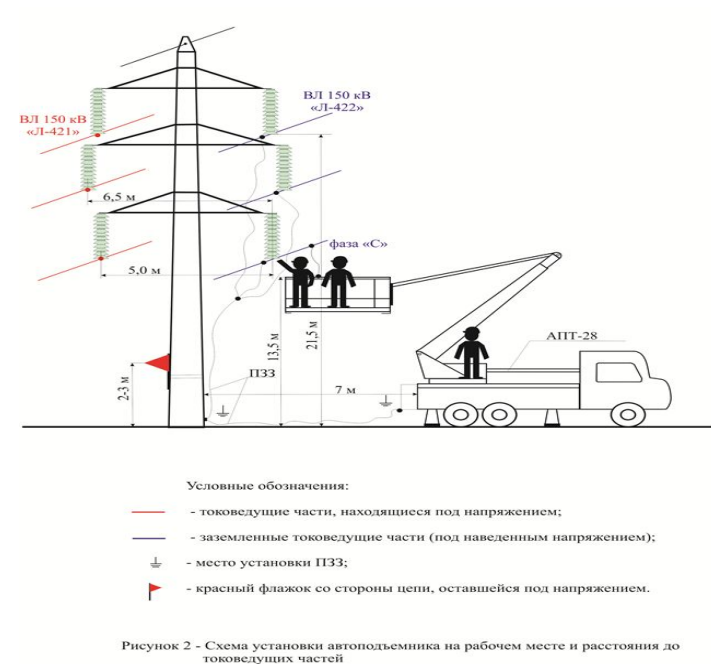 ВЛ 150 кВ
«Л-422»
ВЛ 150 кВ
«Л-421»
6,5 м
фаза «С»
5,0 м
13,5 м
21,5 м
АПТ-28
2-3 м
ПЗЗ
7 м
Условные обозначения:
- токоведущие части, находящиеся под напряжением;
- заземленные токоведущие части (под наведенным напряжением);
- место установки ПЗЗ;
- красный флажок со стороны цепи, оставшейся под напряжением.
Рисунок 2 - Схема установки автоподъемника на рабочем месте и расстояния до
токоведущих частей